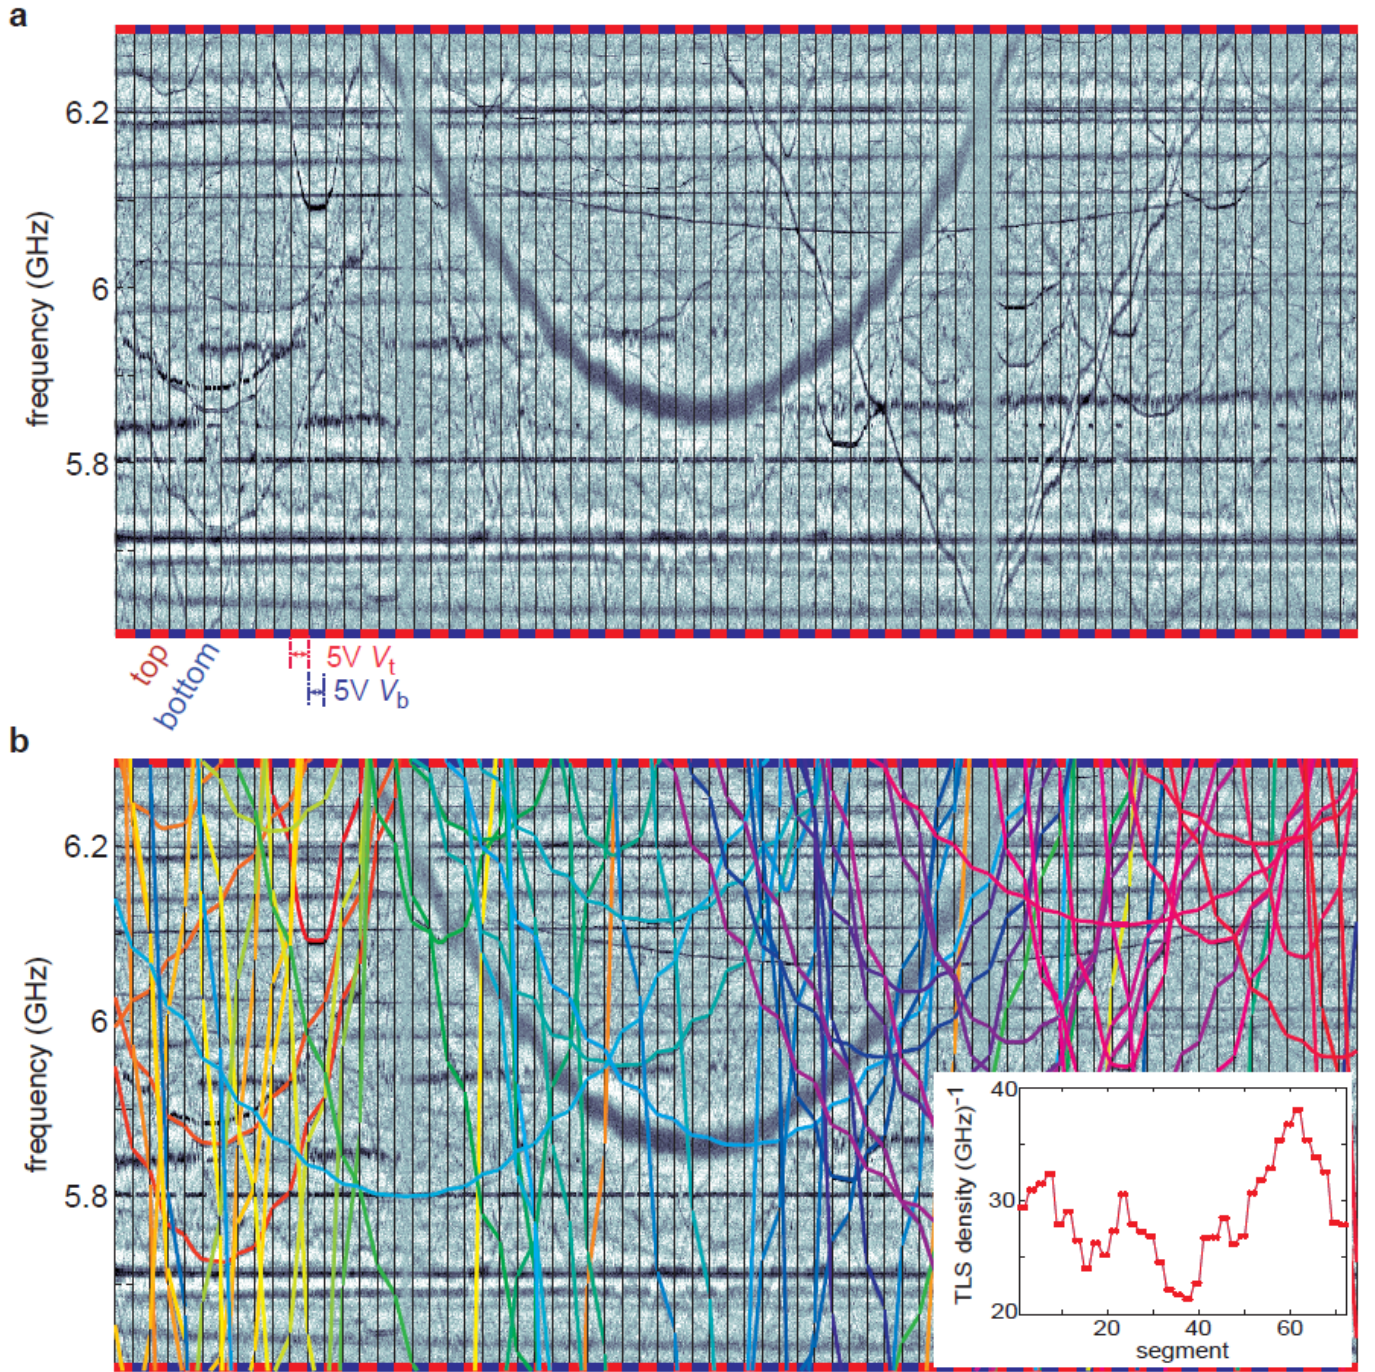 a
frequency (GHz)
6.2
6
5.8
top
bottom
5V Vt
5V Vb
b
frequency (GHz)
6.2
6
5.8
TLS density (GHz)-1
40
30
20
20 40 60
segment